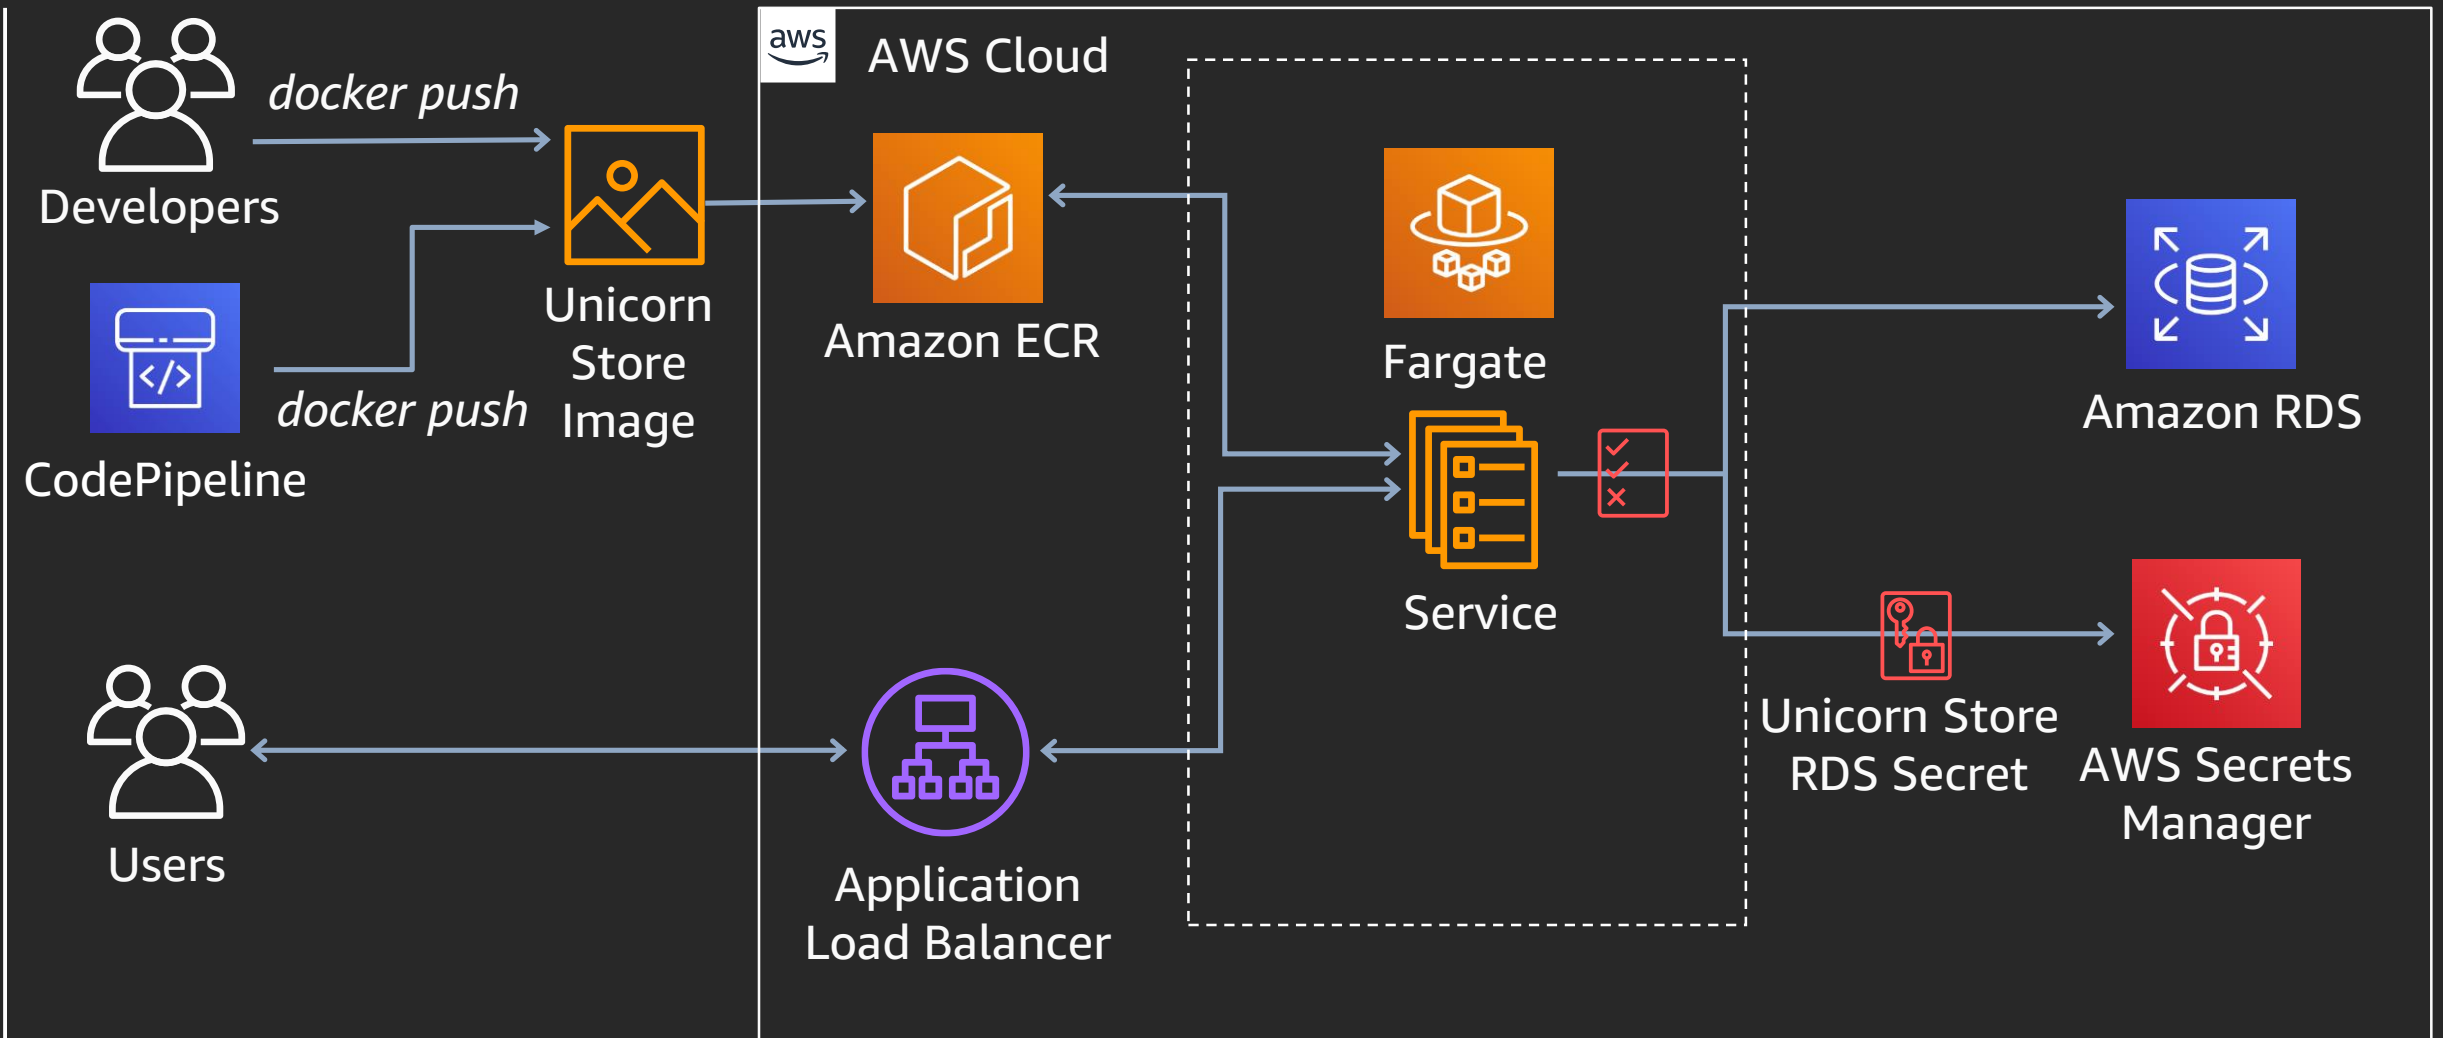 aws
AWS Cloud
docker push
Developers
Unicorn
Store
Image
Amazon ECR
Fargate
Amazon RDS
docker push
CodePipeline
Service
Unicorn Store
RDS Secret
AWS Secrets
Manager
Users
Application
Load Balancer